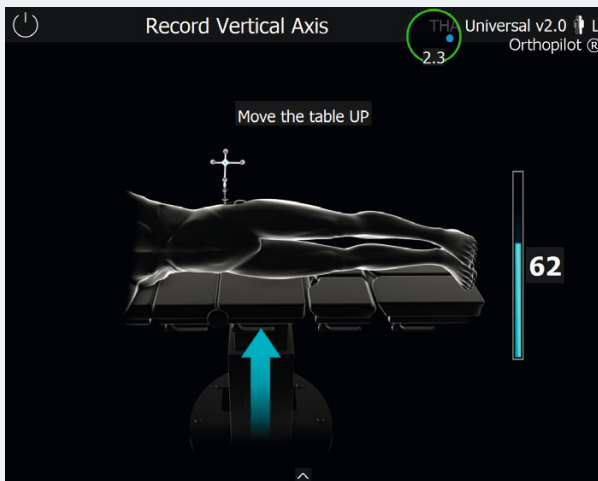 Record Vertical Axis
THA Universal v2.0 L
Orthopilot ®
2.3
Move the table UP
62